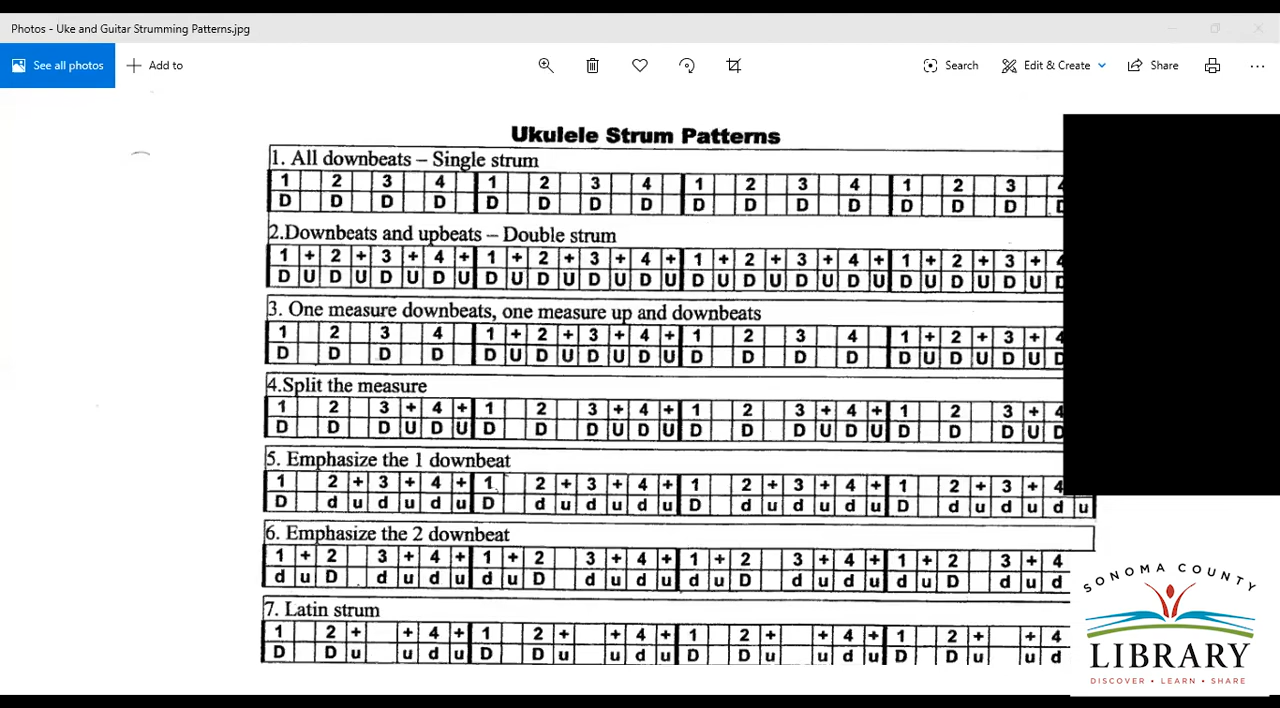 Photos - Uke and Guitar Strumming Patterns.jpg
See all photos
Add to
Search
Edit & Create
Share
Ukulele Strum Patterns
1. All downbeats – Single strum
1 2 3 4 1 2 3 4 1 2 3 4 1 2 3 4
D D D D D D D D D D D D D D D D
2.Downbeats and upbeats – Double strum
1 + 2 + 3 + 4 + 1 + 2 + 3 + 4 + 1 + 2 + 3 + 4 + 1 + 2 + 3 + 4
D U D U D U D U D U D U D U D U D U D U D U D U D U D U D U D
3. One measure downbeats, one measure up and downbeats
1 2 3 4 1 + 2 + 3 + 4 + 1 2 3 4 1 + 2 + 3 + 4
D D D D D U D U D U D U D D D D D U D U D U D
4.Split the measure
1 2 3 + 4 + 1 2 3 + 4 + 1 2 3 + 4 + 1 2 3 + 4
D D D U D U D D D U D U D D D U D U D D D U D
5. Emphasize the 1 downbeat
1 2 + 3 + 4 + 1 2 + 3 + 4 + 1 2 + 3 + 4 + 1 2 + 3 + 4
D d u d u d u D d u d u d u D d u d u d u D d u d u d u
6. Emphasize the 2 downbeat
1 + 2 3 + 4 + 1 + 2 3 + 4 + 1 + 2 3 + 4 + 1 + 2 3 + 4
d u D d u d u d u D d u d u d u D d u d u d u D d u d
7. Latin strum
1 2 + + 4 + 1 2 + + 4 + 1 2 + + 4 + 1 2 + + 4
D D u u d u D D u u d u D D u u d u D D u u d
SONOMA COUNTY
LIBRARY
DISCOVER • LEARN • SHARE